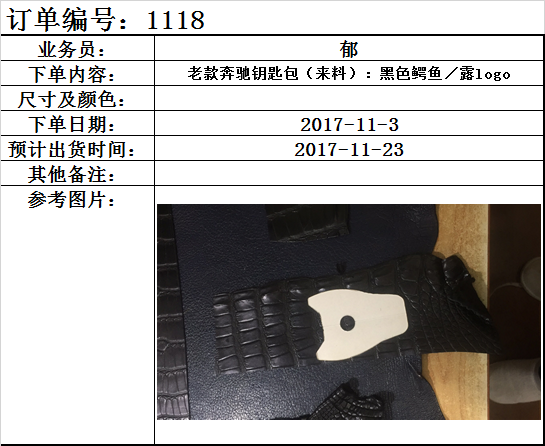 订单编号：1118
业务员： 郁
下单内容： 老款奔驰钥匙包（来料）：黑色鳄鱼／露logo
尺寸及颜色：
下单日期： 2017-11-3
预计出货时间： 2017-11-23
其他备注：
参考图片：